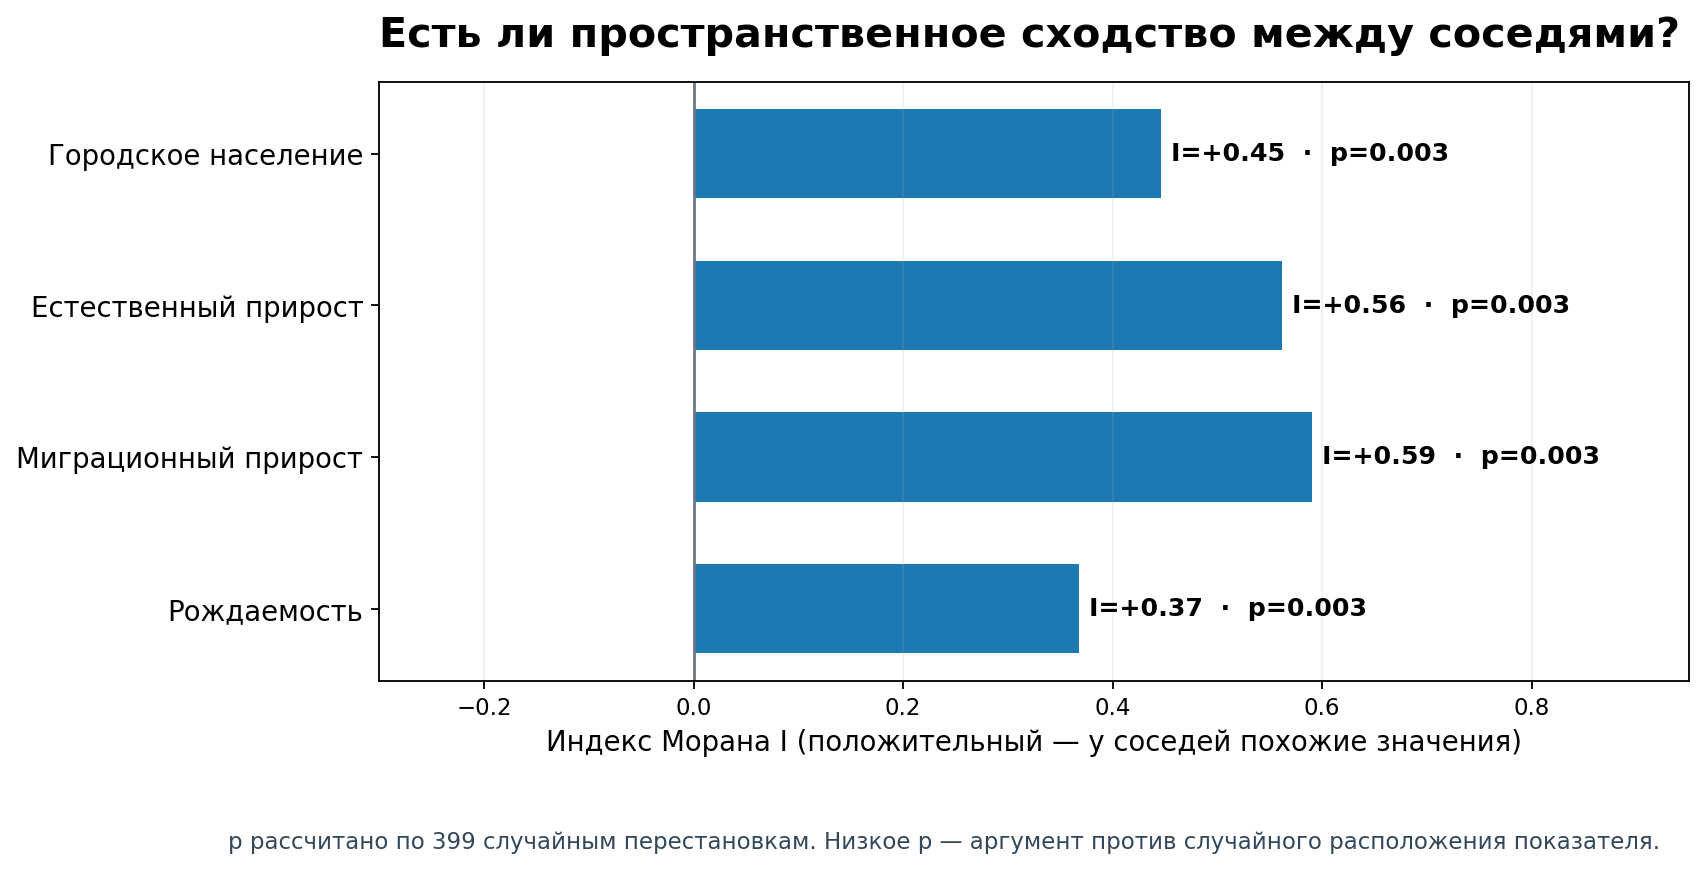 Есть ли пространственное сходство между соседями?
Городское население
I=+0.45 · p=0.003
Естественный прирост
I=+0.56 · p=0.003
Миграционный прирост
I=+0.59 · p=0.003
Рождаемость
I=+0.37 · p=0.003
−0.2 0.0 0.2 0.4 0.6 0.8
Индекс Морана I (положительный — у соседей похожие значения)
p рассчитано по 399 случайным перестановкам. Низкое p — аргумент против случайного расположения показателя.